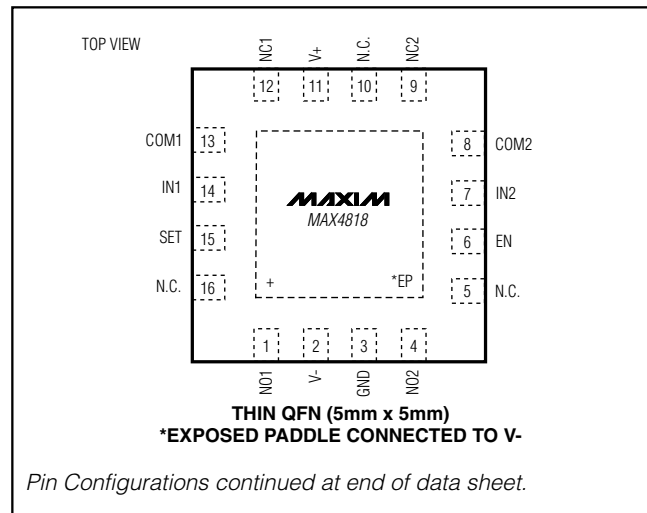 TOP VIEW
NC1 V+ N.C. NC2
12 11 10 9
COM1 13 8 COM2
IN1 14 7 IN2
MAXIM
MAX4818
SET 15 6 EN
N.C. 16 5 N.C.
+ *EP
1 2 3 4
NO1 V- GND NO2
THIN QFN (5mm x 5mm)
*EXPOSED PADDLE CONNECTED TO V-
Pin Configurations continued at end of data sheet.